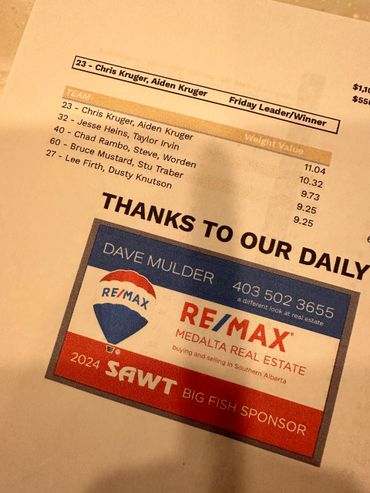 23 - Chris Kruger, Aiden Kruger Friday Leader/Winner
TEAM Weight Value
23 - Chris Kruger, Aiden Kruger 11.04
32 - Jesse Heins, Taylor Irvin 10.32
40 - Chad Rambo, Steve, Worden 9.73
60 - Bruce Mustard, Stu Traber 9.25
27 - Lee Firth, Dusty Knutson 9.25
THANKS TO OUR DAILY
DAVE MULDER 403 502 3655
a different look at real estate
RE/MAX
RE/MAX
MEDALTA REAL ESTATE
buying and selling in Southern Alberta
2024 SAWT BIG FISH SPONSOR